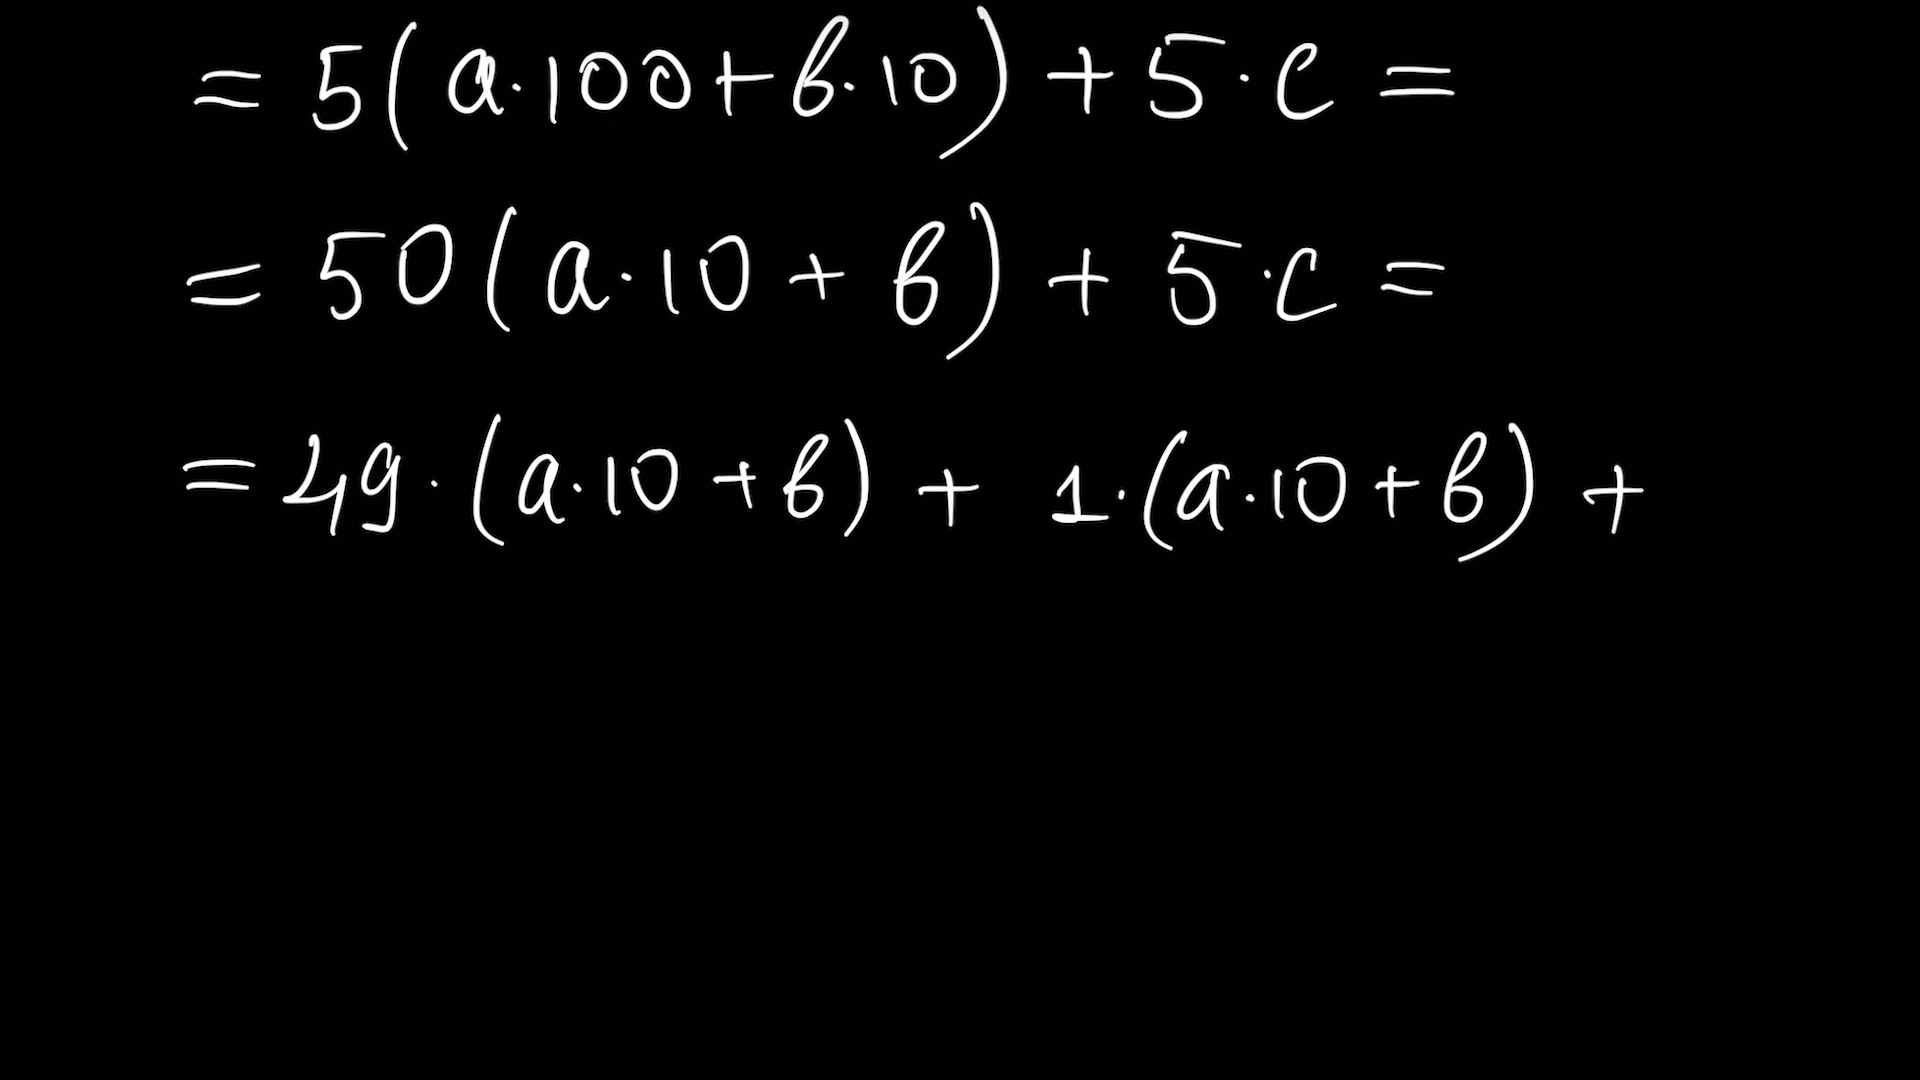 = 5(a·100+b·10) + 5·c =
= 50(a·10 + b) + 5·c =
= 49·(a·10+b) + 1·(a·10+b) +